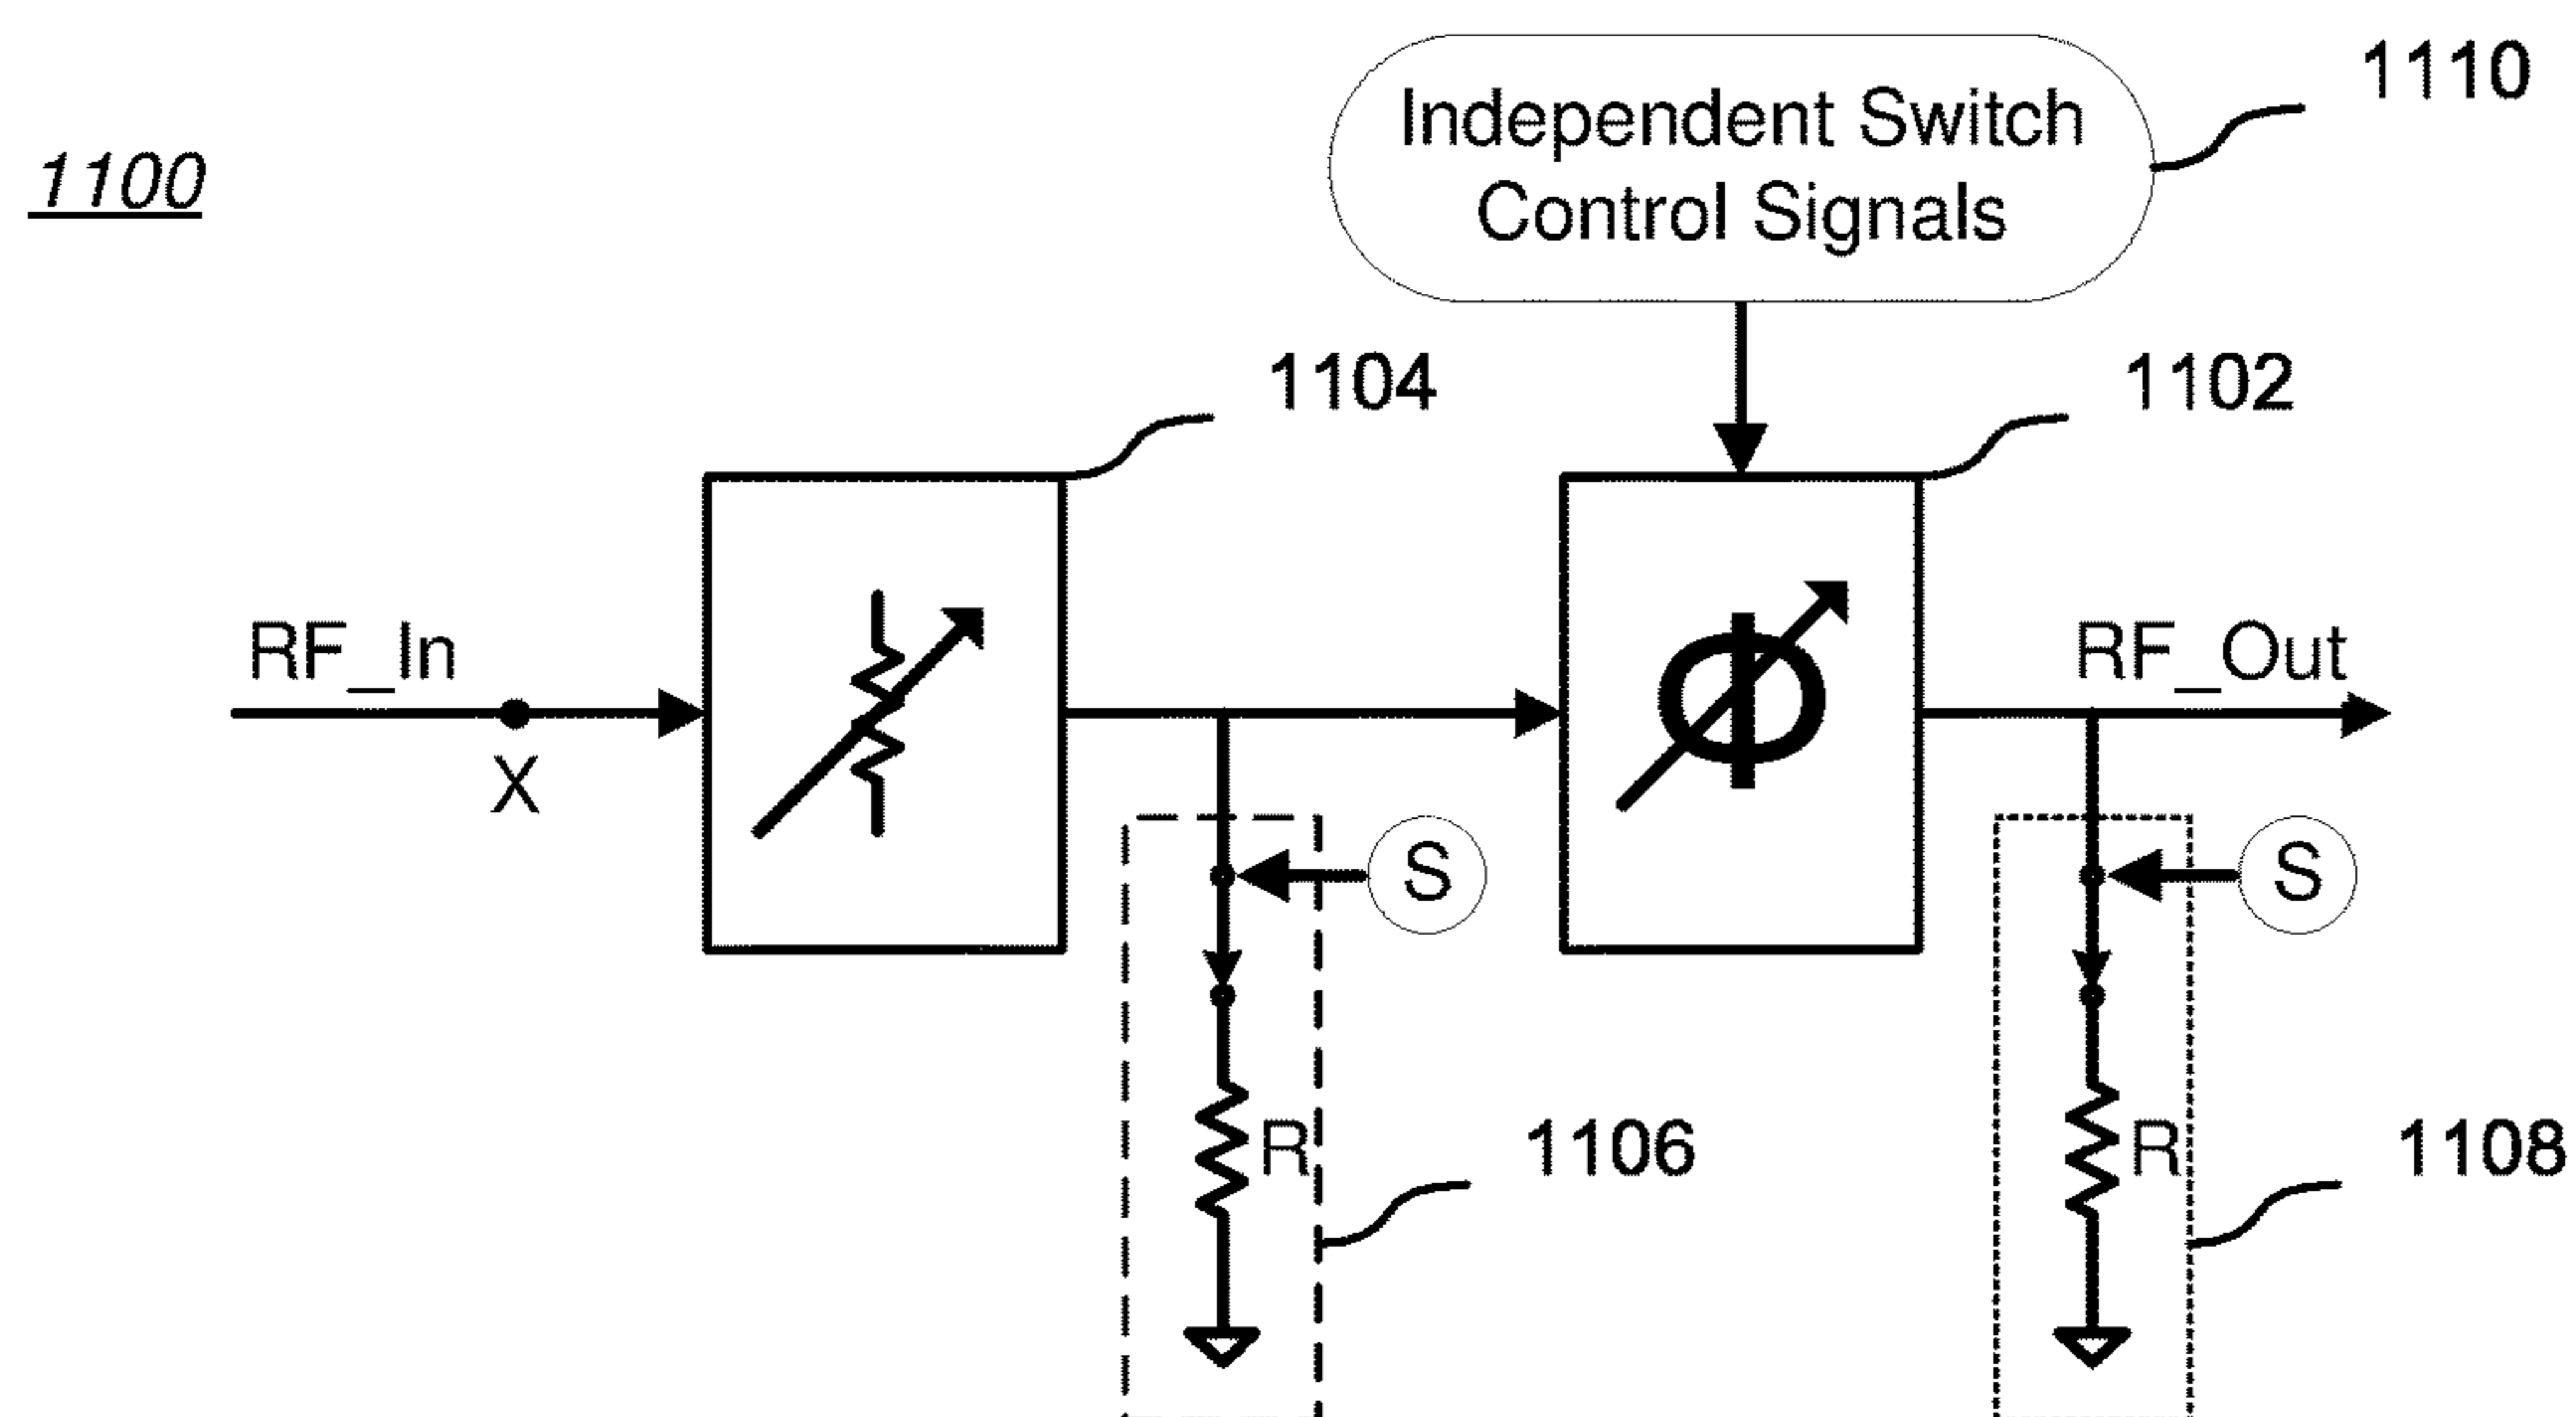 1100
Independent Switch
Control Signals
1110
1104
1102
RF_In
X
Φ
RF_Out
S
S
R
1106
R
1108